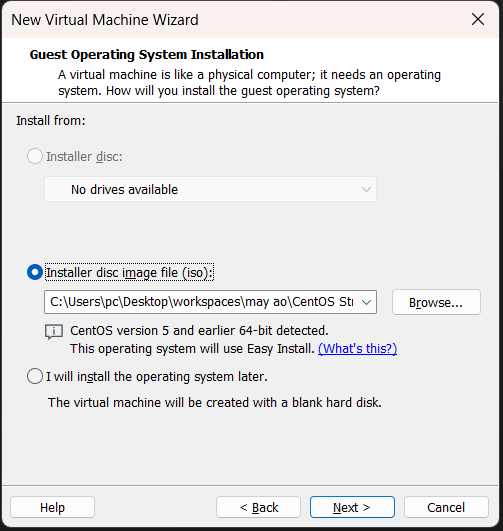 New Virtual Machine Wizard
Guest Operating System Installation
A virtual machine is like a physical computer; it needs an operating
system. How will you install the guest operating system?
Install from:
Installer disc:
No drives available
Installer disc image file (iso):
C:\Users\pc\Desktop\workspaces\may ao\CentOS Str
Browse...
CentOS version 5 and earlier 64-bit detected.
This operating system will use Easy Install. (What's this?)
I will install the operating system later.
The virtual machine will be created with a blank hard disk.
Help
< Back
Next >
Cancel